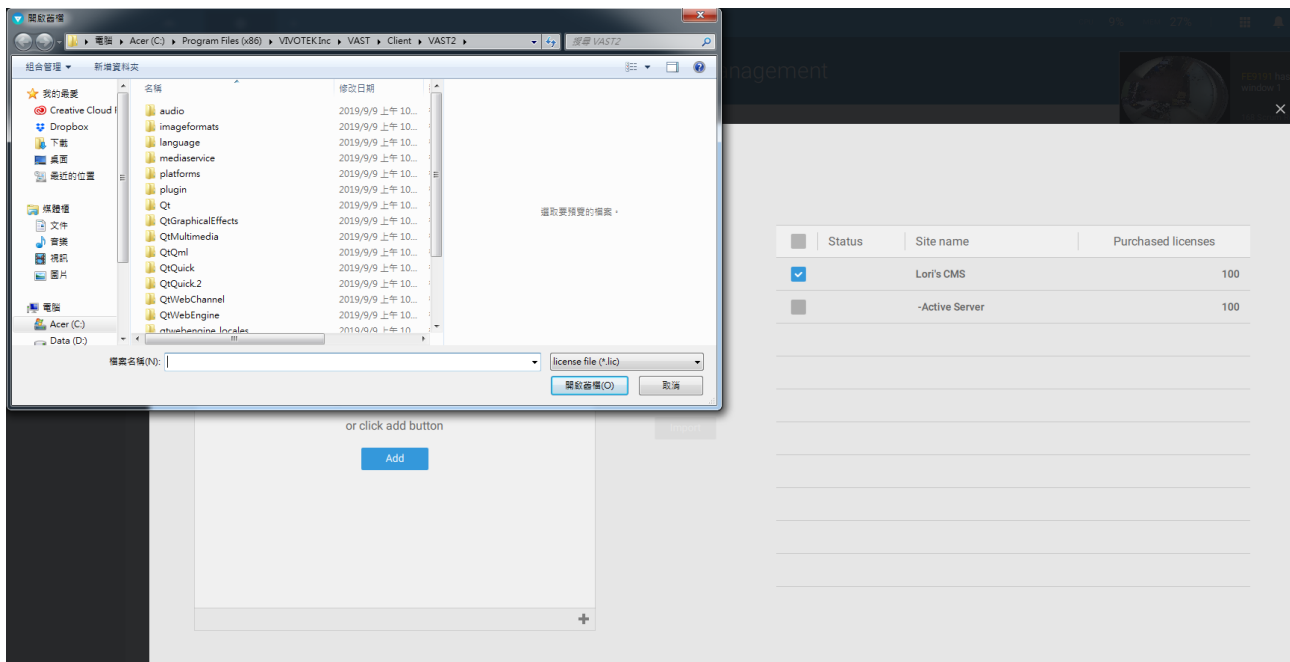 開啟舊檔
電腦 ▸ Acer (C:) ▸ Program Files (x86) ▸ VIVOTEK Inc ▸ VAST ▸ Client ▸ VAST2 ▸
搜尋 VAST2
組合管理 ▾ 新增資料夾
我的最愛
Creative Cloud F
Dropbox
下載
桌面
最近的位置
媒體櫃
文件
音樂
視訊
圖片
電腦
Acer (C:)
Data (D:)
名稱 修改日期
audio 2019/9/9 上午 10...
imageformats 2019/9/9 上午 10...
language 2019/9/9 上午 10...
mediaservice 2019/9/9 上午 10...
platforms 2019/9/9 上午 10...
plugin 2019/9/9 上午 10...
Qt 2019/9/9 上午 10...
QtGraphicalEffects 2019/9/9 上午 10...
QtMultimedia 2019/9/9 上午 10...
QtQml 2019/9/9 上午 10...
QtQuick 2019/9/9 上午 10...
QtQuick.2 2019/9/9 上午 10...
QtWebChannel 2019/9/9 上午 10...
QtWebEngine 2019/9/9 上午 10...
qtwebengine_locales 2019/9/9 上午 10...
選取要預覽的檔案。
檔案名稱(N):
license file (*.lic)
開啟舊檔(O) 取消
nagement
window 1
or click add button
Add
Import
Status Site name Purchased licenses
Lori's CMS 100
-Active Server 100